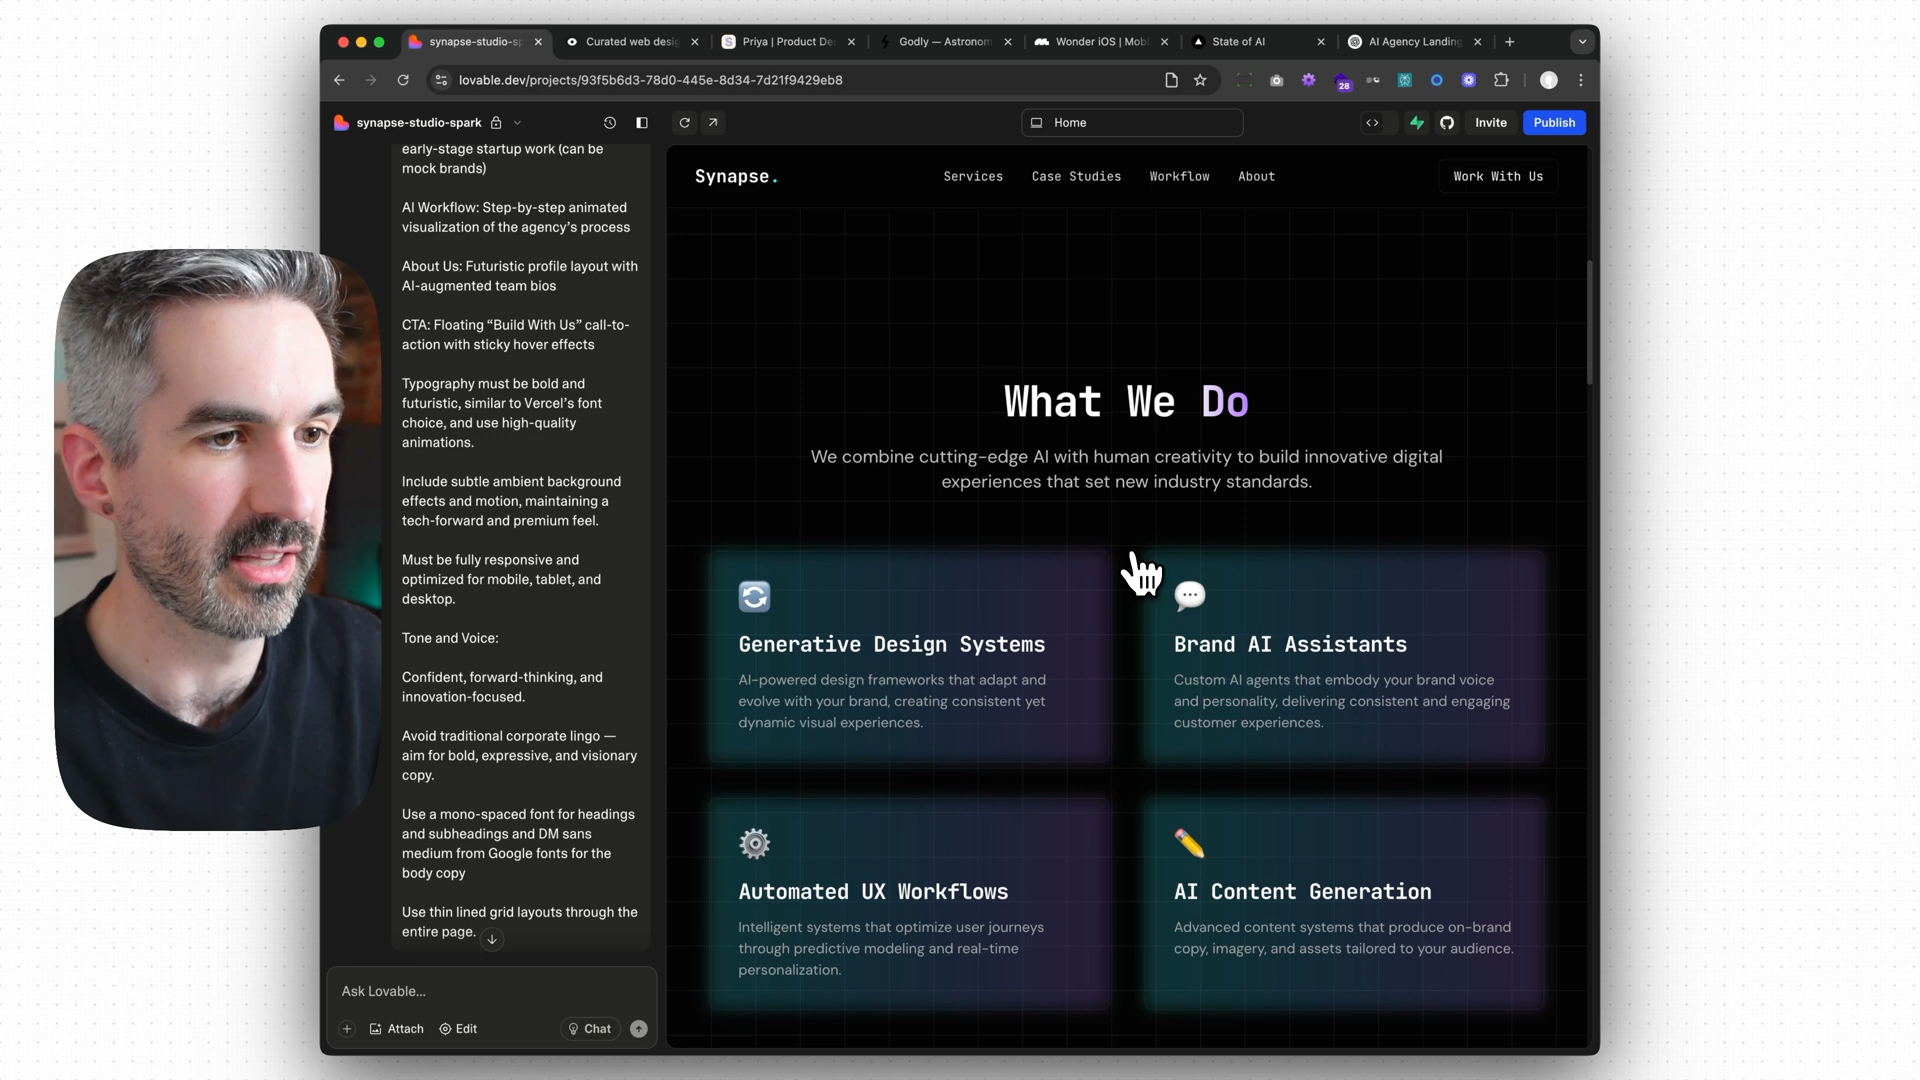 synapse-studio-sp
Curated web desig
Priya | Product De
Godly — Astronom
Wonder iOS | Mobi
State of AI
AI Agency Landing
lovable.dev/projects/93f5b6d3-78d0-445e-8d34-7d21f9429eb8
28
synapse-studio-spark
Home
Invite
Publish
early-stage startup work (can be
mock brands)
AI Workflow: Step-by-step animated
visualization of the agency’s process
About Us: Futuristic profile layout with
AI-augmented team bios
CTA: Floating “Build With Us” call-to-
action with sticky hover effects
Typography must be bold and
futuristic, similar to Vercel’s font
choice, and use high-quality
animations.
Include subtle ambient background
effects and motion, maintaining a
tech-forward and premium feel.
Must be fully responsive and
optimized for mobile, tablet, and
desktop.
Tone and Voice:
Confident, forward-thinking, and
innovation-focused.
Avoid traditional corporate lingo —
aim for bold, expressive, and visionary
copy.
Use a mono-spaced font for headings
and subheadings and DM sans
medium from Google fonts for the
body copy
Use thin lined grid layouts through the
entire page.
Ask Lovable...
Attach
Edit
Chat
Synapse.
Services
Case Studies
Workflow
About
Work With Us
What We Do
We combine cutting-edge AI with human creativity to build innovative digital
experiences that set new industry standards.
Generative Design Systems
AI-powered design frameworks that adapt and
evolve with your brand, creating consistent yet
dynamic visual experiences.
Brand AI Assistants
Custom AI agents that embody your brand voice
and personality, delivering consistent and engaging
customer experiences.
Automated UX Workflows
Intelligent systems that optimize user journeys
through predictive modeling and real-time
personalization.
AI Content Generation
Advanced content systems that produce on-brand
copy, imagery, and assets tailored to your audience.